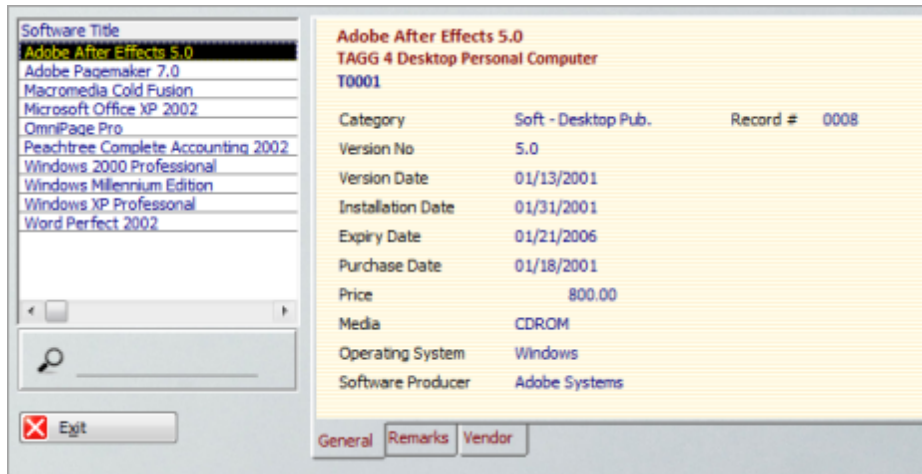 Software Title
Adobe After Effects 5.0
Adobe Pagemaker 7.0
Macromedia Cold Fusion
Microsoft Office XP 2002
OmniPage Pro
Peachtree Complete Accounting 2002
Windows 2000 Professional
Windows Millennium Edition
Windows XP Professonal
Word Perfect 2002
Exit
Adobe After Effects 5.0
TAGG 4 Desktop Personal Computer
T0001
Category Soft - Desktop Pub. Record # 0008
Version No 5.0
Version Date 01/13/2001
Installation Date 01/31/2001
Expiry Date 01/21/2006
Purchase Date 01/18/2001
Price 800.00
Media CDROM
Operating System Windows
Software Producer Adobe Systems
General Remarks Vendor